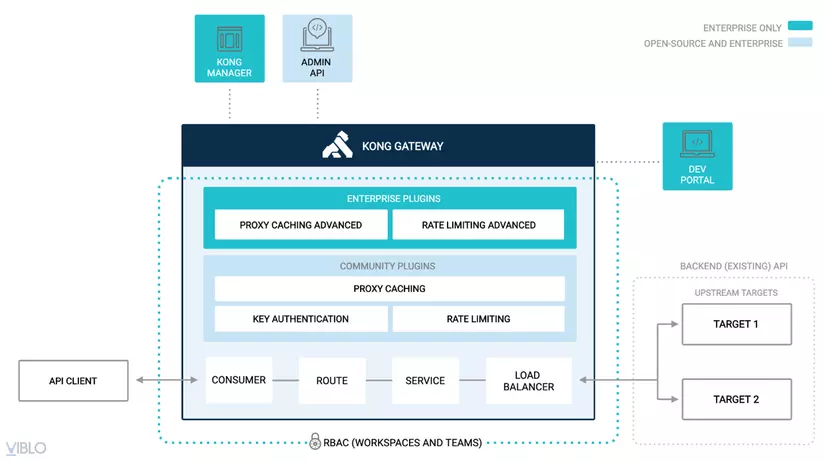 ENTERPRISE ONLY
OPEN-SOURCE AND ENTERPRISE
KONG
MANAGER
ADMIN
API
KONG GATEWAY
DEV
PORTAL
ENTERPRISE PLUGINS
PROXY CACHING ADVANCED
RATE LIMITING ADVANCED
COMMUNITY PLUGINS
PROXY CACHING
KEY AUTHENTICATION
RATE LIMITING
BACKEND (EXISTING) API
UPSTREAM TARGETS
TARGET 1
TARGET 2
API CLIENT
CONSUMER
ROUTE
SERVICE
LOAD
BALANCER
RBAC (WORKSPACES AND TEAMS)
VIBLO